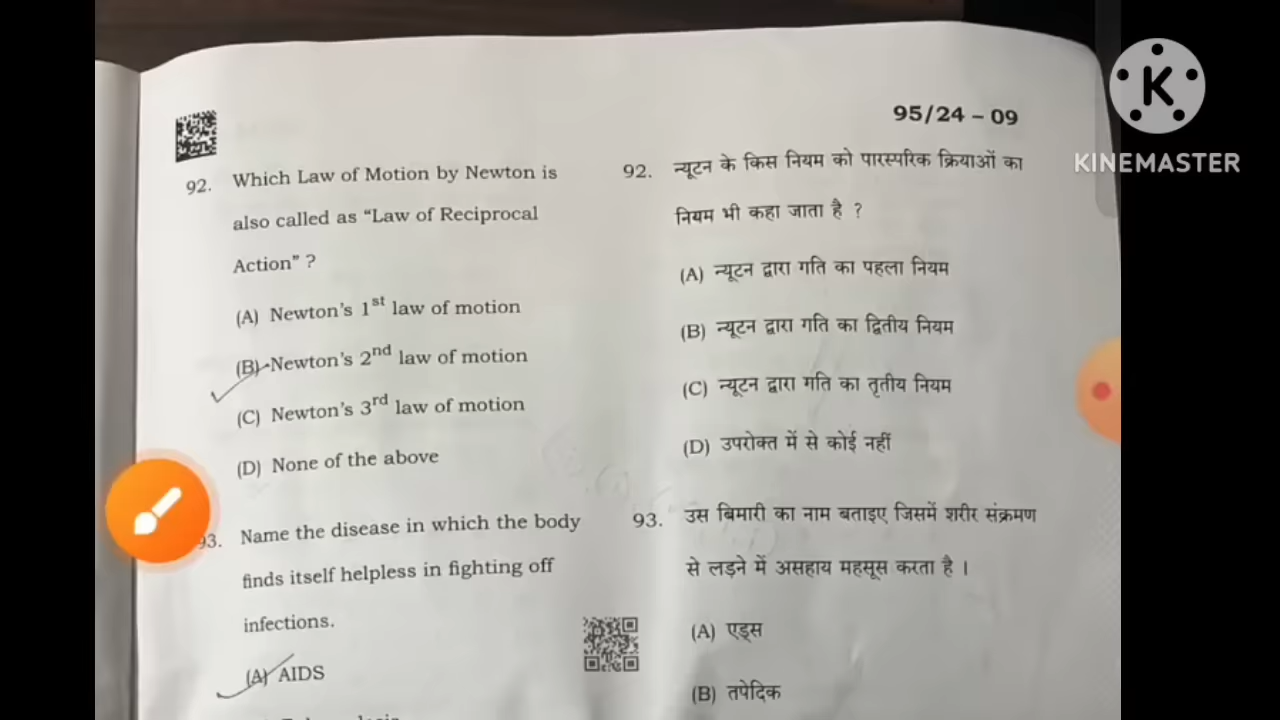 95/24 – 09
92. Which Law of Motion by Newton is
also called as “Law of Reciprocal
Action” ?
(A) Newton’s 1st law of motion
(B) Newton’s 2nd law of motion
(C) Newton’s 3rd law of motion
(D) None of the above
93. Name the disease in which the body
finds itself helpless in fighting off
infections.
(A) AIDS
92. न्यूटन के किस नियम को पारस्परिक क्रियाओं का
नियम भी कहा जाता है ?
(A) न्यूटन द्वारा गति का पहला नियम
(B) न्यूटन द्वारा गति का द्वितीय नियम
(C) न्यूटन द्वारा गति का तृतीय नियम
(D) उपरोक्त में से कोई नहीं
93. उस बिमारी का नाम बताइए जिसमें शरीर संक्रमण
से लड़ने में असहाय महसूस करता है ।
(A) एड्स
(B) तपेदिक
K
KINEMASTER